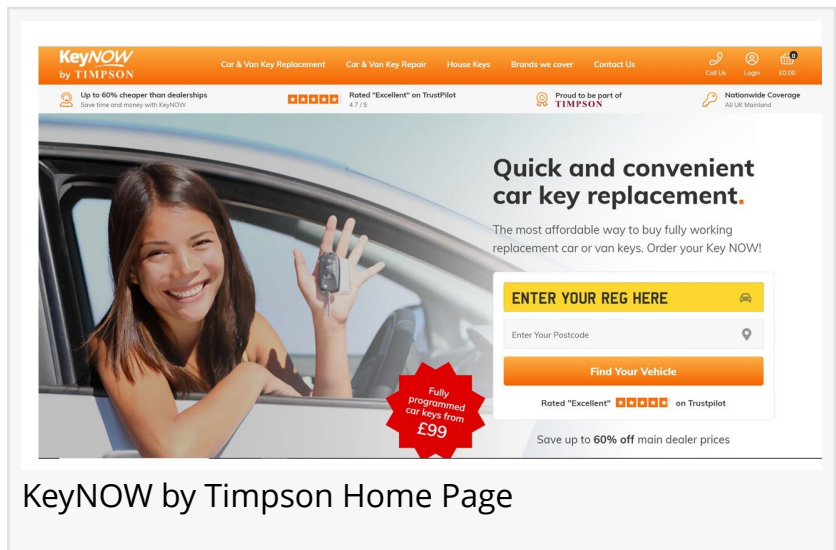 KeyNOW
by TIMPSON
Car & Van Key Replacement
Car & Van Key Repair
House Keys
Brands we cover
Contact Us
Call Us
Login
0
£0.00
Up to 60% cheaper than dealerships
Save time and money with KeyNOW
Rated "Excellent" on TrustPilot
4.7 / 5
Proud to be part of
TIMPSON
Nationwide Coverage
All UK Mainland
Quick and convenient
car key replacement.
The most affordable way to buy fully working
replacement car or van keys. Order your Key NOW!
ENTER YOUR REG HERE
Enter Your Postcode
Find Your Vehicle
Rated "Excellent" on Trustpilot
Save up to 60% off main dealer prices
Fully
programmed
car keys from
£99
KeyNOW by Timpson Home Page